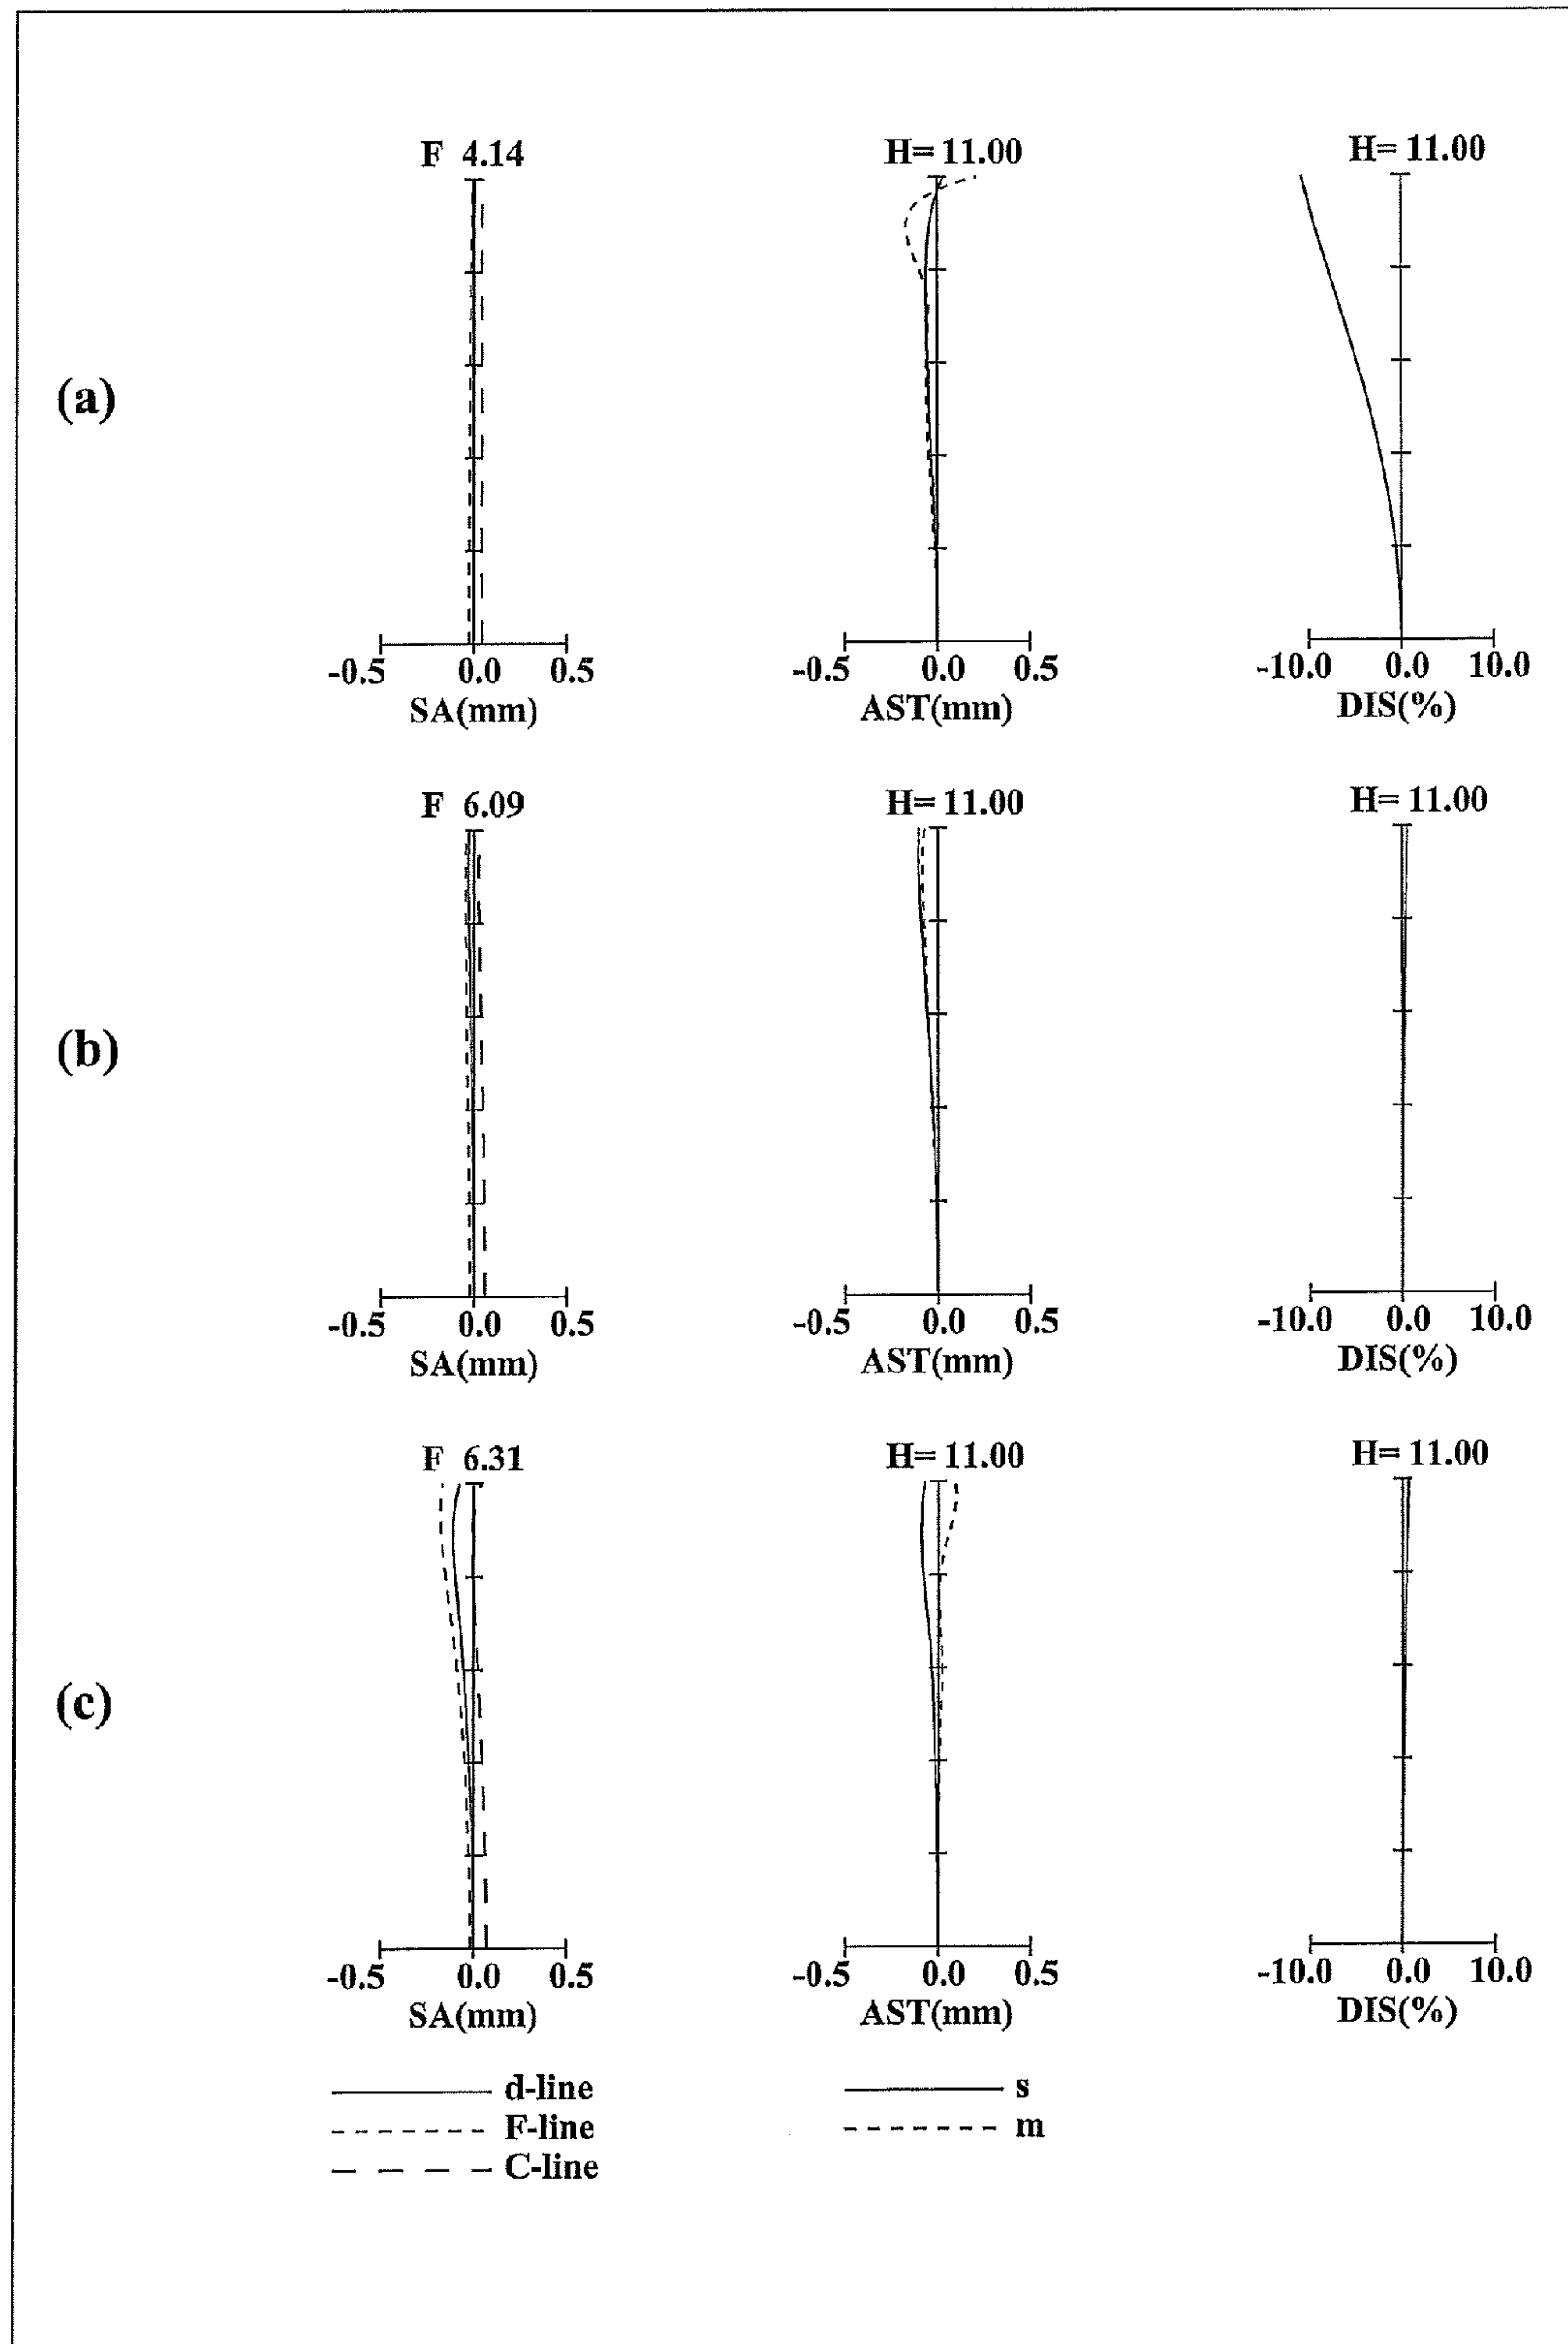 F 4.14
H= 11.00
H= 11.00
(a)
-0.5 0.0 0.5
-0.5 0.0 0.5
-10.0 0.0 10.0
SA(mm)
AST(mm)
DIS(%)
F 6.09
H= 11.00
H= 11.00
(b)
-0.5 0.0 0.5
-0.5 0.0 0.5
-10.0 0.0 10.0
SA(mm)
AST(mm)
DIS(%)
F 6.31
H= 11.00
H= 11.00
(c)
-0.5 0.0 0.5
-0.5 0.0 0.5
-10.0 0.0 10.0
SA(mm)
AST(mm)
DIS(%)
d-line
F-line
C-line
s
m